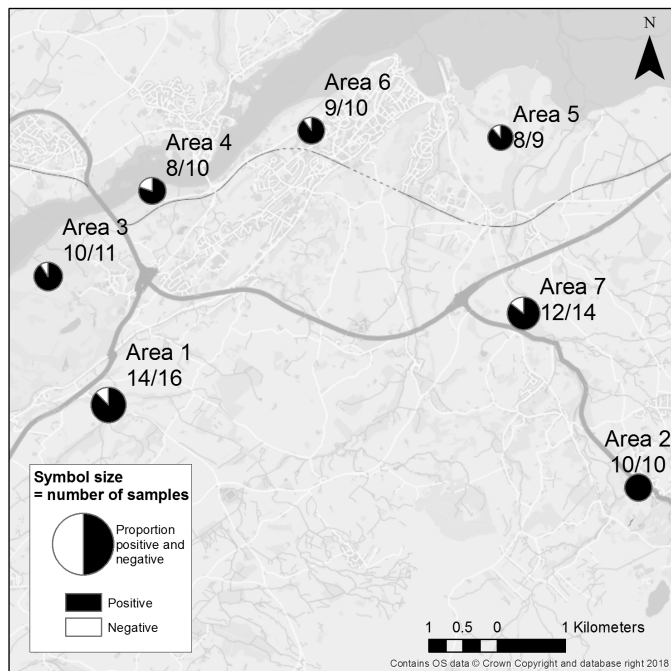 N
Area 6
9/10
Area 5
8/9
Area 4
8/10
Area 3
10/11
Area 7
12/14
Area 1
14/16
Area 2
10/10
Symbol size
= number of samples
Proportion
positive and
negative
Positive
Negative
1 0.5 0 1 Kilometers
Contains OS data © Crown Copyright and database right 2018